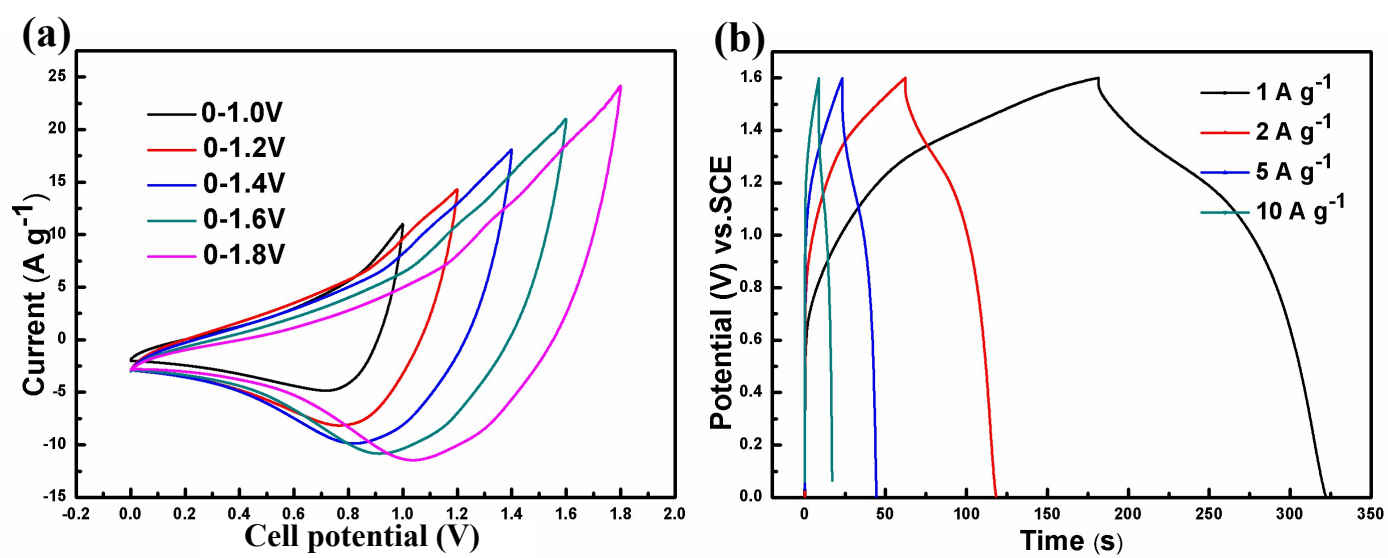 (a)
25
20
15
10
5
0
-5
-10
-15
Current (A g-1)
0-1.0V
0-1.2V
0-1.4V
0-1.6V
0-1.8V
-0.2 0.0 0.2 0.4 0.6 0.8 1.0 1.2 1.4 1.6 1.8 2.0
Cell potential (V)
(b)
1.6
1.4
1.2
1.0
0.8
0.6
0.4
0.2
0.0
Potential (V) vs.SCE
1 A g-1
2 A g-1
5 A g-1
10 A g-1
0 50 100 150 200 250 300 350
Time (s)